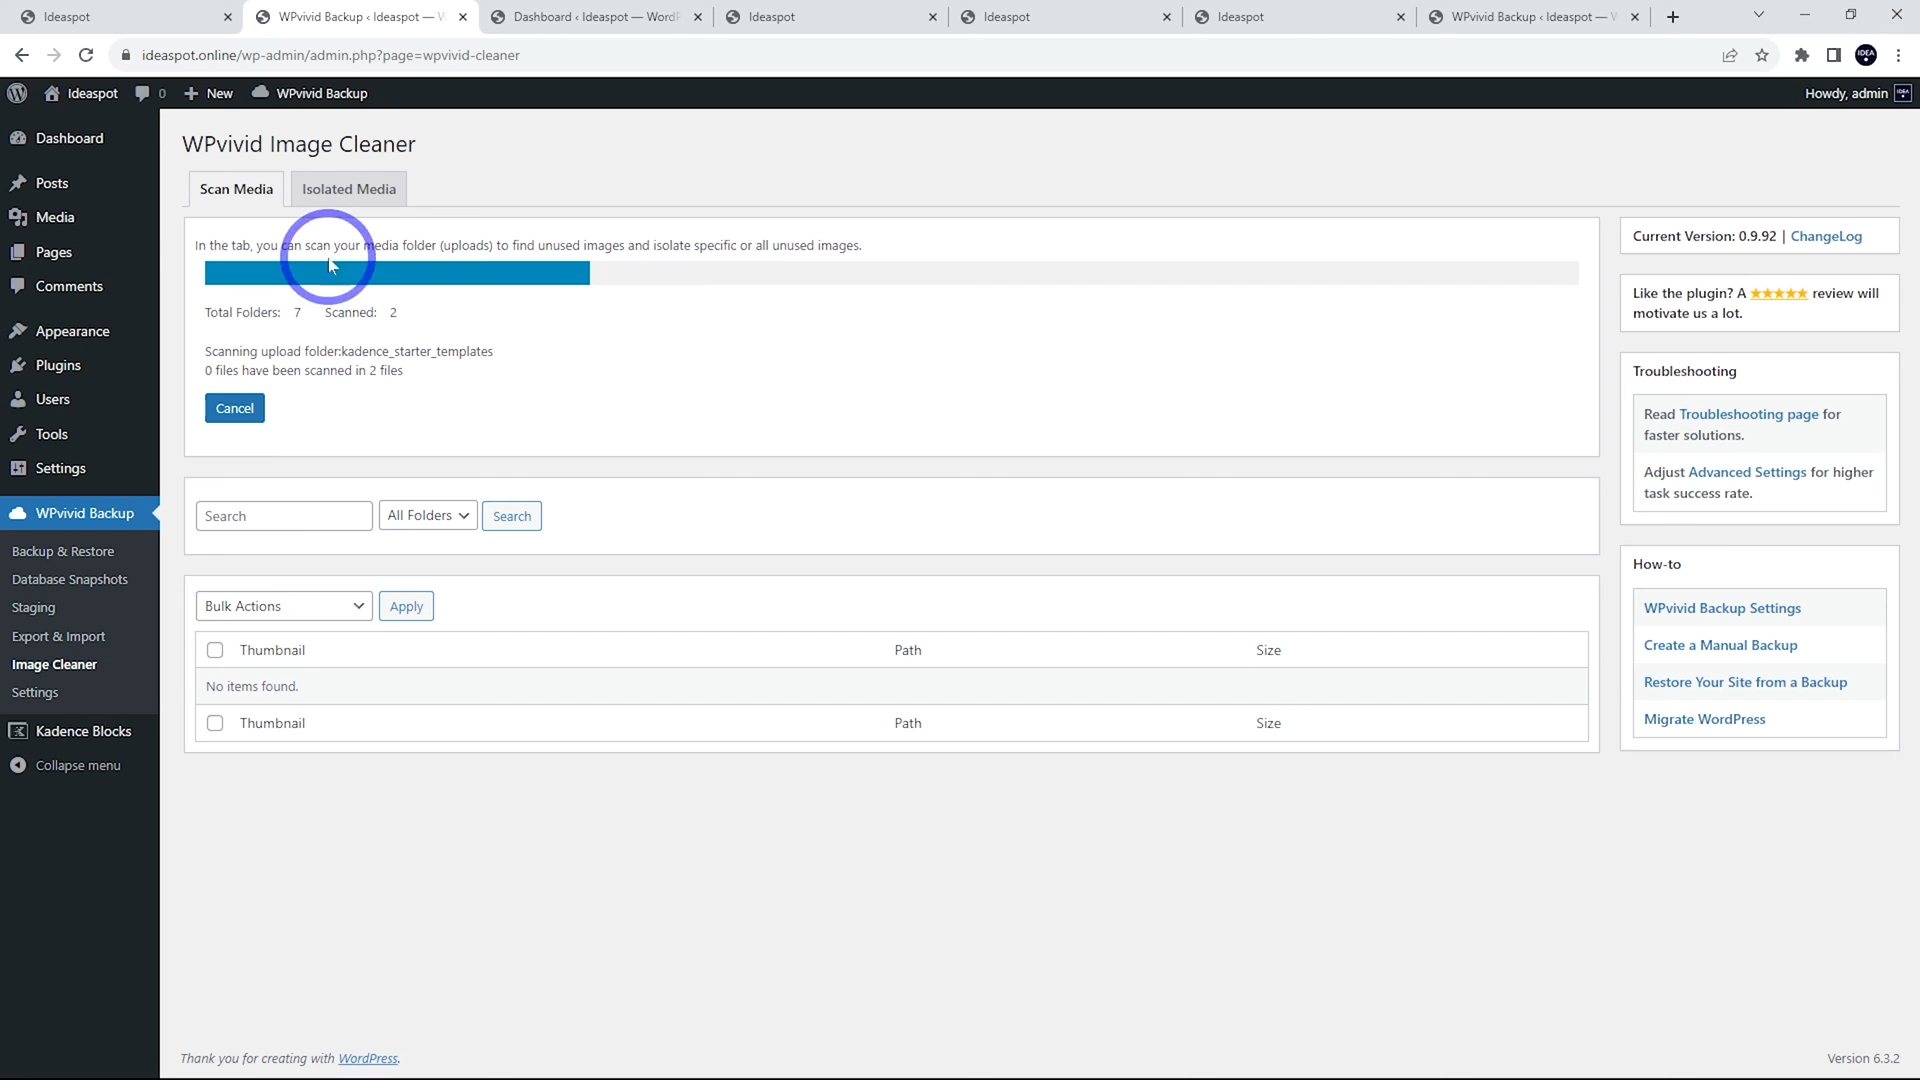 Ideaspot
WPvivid Backup ‹ Ideaspot — W
Dashboard ‹ Ideaspot — WordP
Ideaspot
Ideaspot
Ideaspot
WPvivid Backup ‹ Ideaspot — W
ideaspot.online/wp-admin/admin.php?page=wpvivid-cleaner
IDEA
Ideaspot
0
New
WPvivid Backup
Howdy, admin
Dashboard
Posts
Media
Pages
Comments
Appearance
Plugins
Users
Tools
Settings
WPvivid Backup
Backup & Restore
Database Snapshots
Staging
Export & Import
Image Cleaner
Settings
Kadence Blocks
Collapse menu
WPvivid Image Cleaner
Scan Media
Isolated Media
In the tab, you can scan your media folder (uploads) to find unused images and isolate specific or all unused images.
Total Folders: 7 Scanned: 2
Scanning upload folder:kadence_starter_templates
0 files have been scanned in 2 files
Cancel
Search
All Folders
Search
Bulk Actions
Apply
Thumbnail Path Size
No items found.
Thumbnail Path Size
Current Version: 0.9.92 | ChangeLog
Like the plugin? A ★★★★★ review will
motivate us a lot.
Troubleshooting
Read Troubleshooting page for
faster solutions.
Adjust Advanced Settings for higher
task success rate.
How-to
WPvivid Backup Settings
Create a Manual Backup
Restore Your Site from a Backup
Migrate WordPress
Thank you for creating with WordPress.
Version 6.3.2